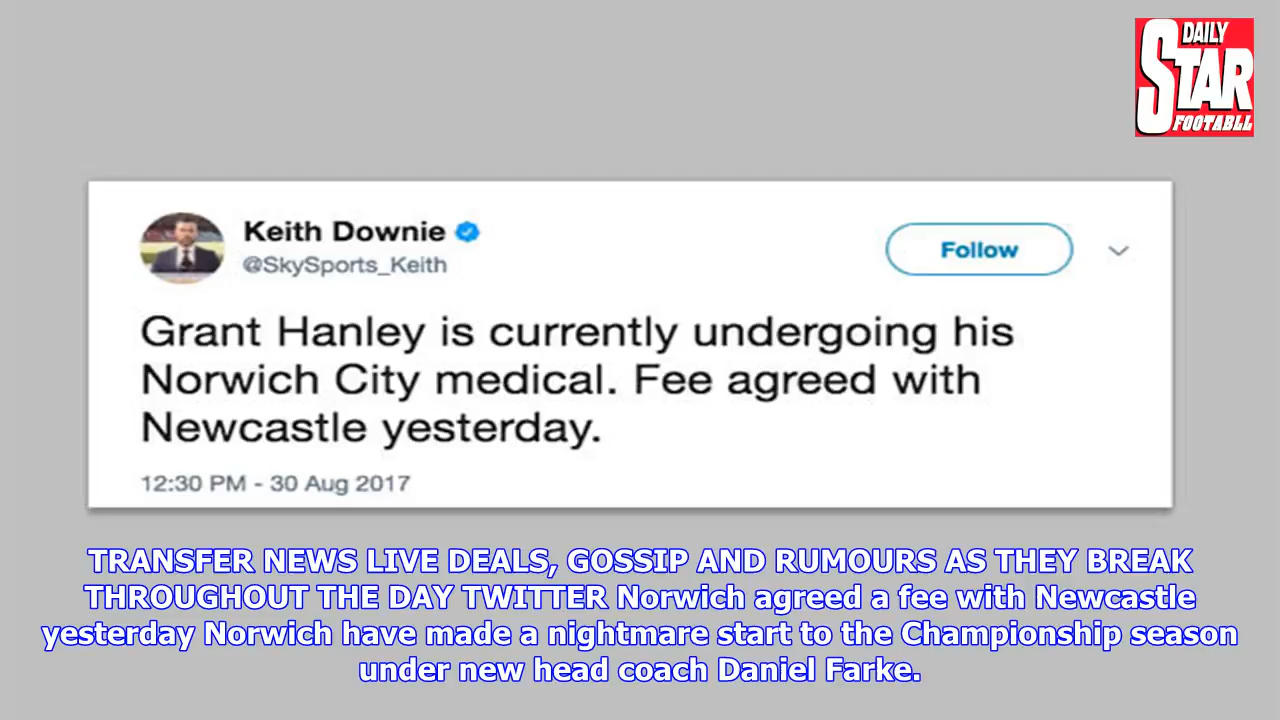 DAILY
STAR
FOOTABLL
Keith Downie
@SkySports_Keith
Follow
Grant Hanley is currently undergoing his
Norwich City medical. Fee agreed with
Newcastle yesterday.
12:30 PM - 30 Aug 2017
TRANSFER NEWS LIVE DEALS, GOSSIP AND RUMOURS AS THEY BREAK
THROUGHOUT THE DAY TWITTER Norwich agreed a fee with Newcastle
yesterday Norwich have made a nightmare start to the Championship season
under new head coach Daniel Farke.